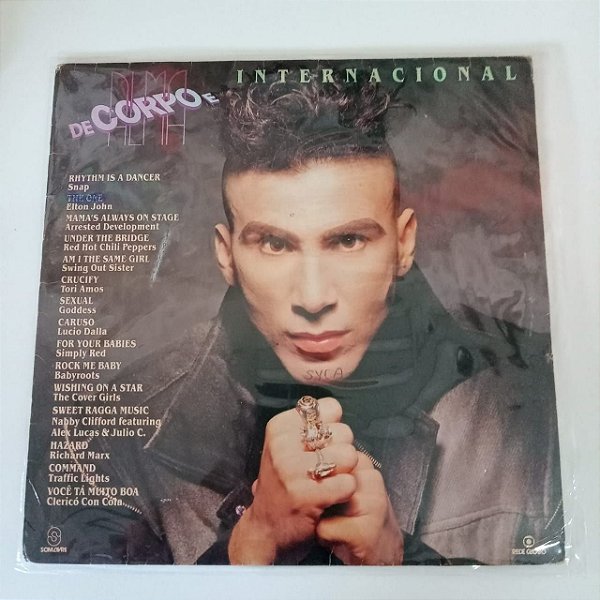 INTERNACIONAL
DE CORPO E
ALMA
RHYTHM IS A DANCER
Snap
THE ONE
Elton John
MAMA'S ALWAYS ON STAGE
Arrested Development
UNDER THE BRIDGE
Red Hot Chili Peppers
AM I THE SAME GIRL
Swing Out Sister
CRUCIFY
Tori Amos
SEXUAL
Goddess
CARUSO
Lucio Dalla
FOR YOUR BABIES
Simply Red
ROCK ME BABY
Babyroots
WISHING ON A STAR
The Cover Girls
SWEET RAGGA MUSIC
Nabby Clifford featuring
Alex Lucas & Julio C.
HAZARD
Richard Marx
COMMAND
Traffic Lights
VOCÊ TÁ MUITO BOA
Clericó Con Cola
SYRA
SOM LIVRE
REDE GLOBO